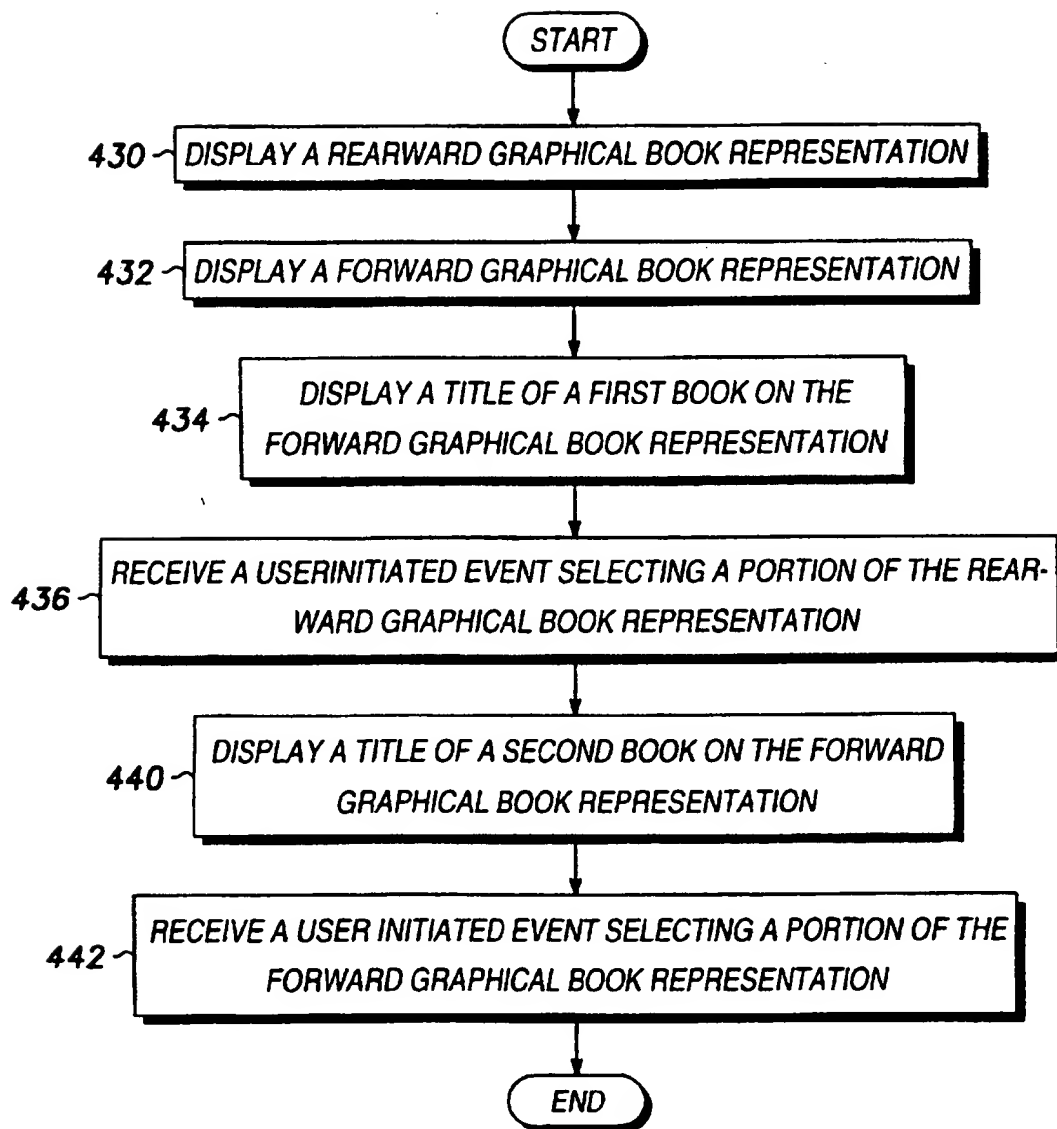 START
430
DISPLAY A REARWARD GRAPHICAL BOOK REPRESENTATION
432
DISPLAY A FORWARD GRAPHICAL BOOK REPRESENTATION
434
DISPLAY A TITLE OF A FIRST BOOK ON THE
FORWARD GRAPHICAL BOOK REPRESENTATION
436
RECEIVE A USERINITIATED EVENT SELECTING A PORTION OF THE REAR-
WARD GRAPHICAL BOOK REPRESENTATION
440
DISPLAY A TITLE OF A SECOND BOOK ON THE FORWARD
GRAPHICAL BOOK REPRESENTATION
442
RECEIVE A USER INITIATED EVENT SELECTING A PORTION OF THE
FORWARD GRAPHICAL BOOK REPRESENTATION
END